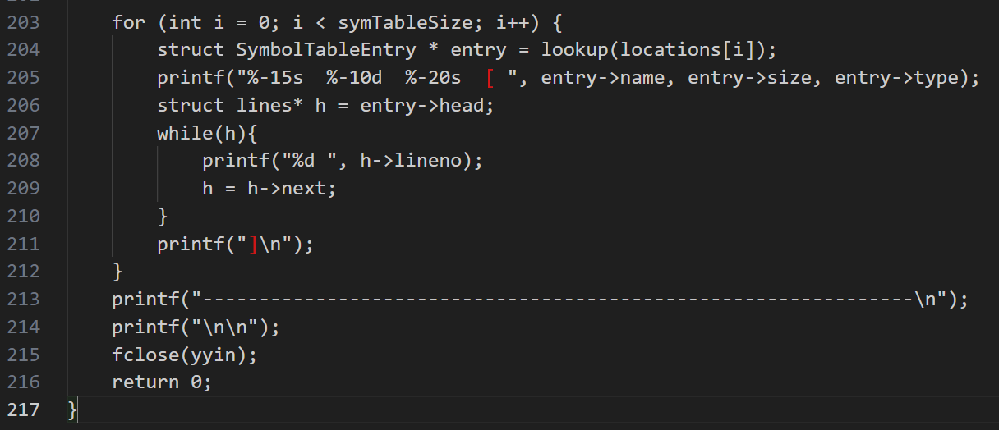 203 for (int i = 0; i < symTableSize; i++) {
204 struct SymbolTableEntry * entry = lookup(locations[i]);
205 printf("%-15s  %-10d  %-20s  [ ", entry->name, entry->size, entry->type);
206 struct lines* h = entry->head;
207 while(h){
208 printf("%d ", h->lineno);
209 h = h->next;
210 }
211 printf("]\n");
212 }
213 printf("---------------------------------------------------------------\n");
214 printf("\n\n");
215 fclose(yyin);
216 return 0;
217 }